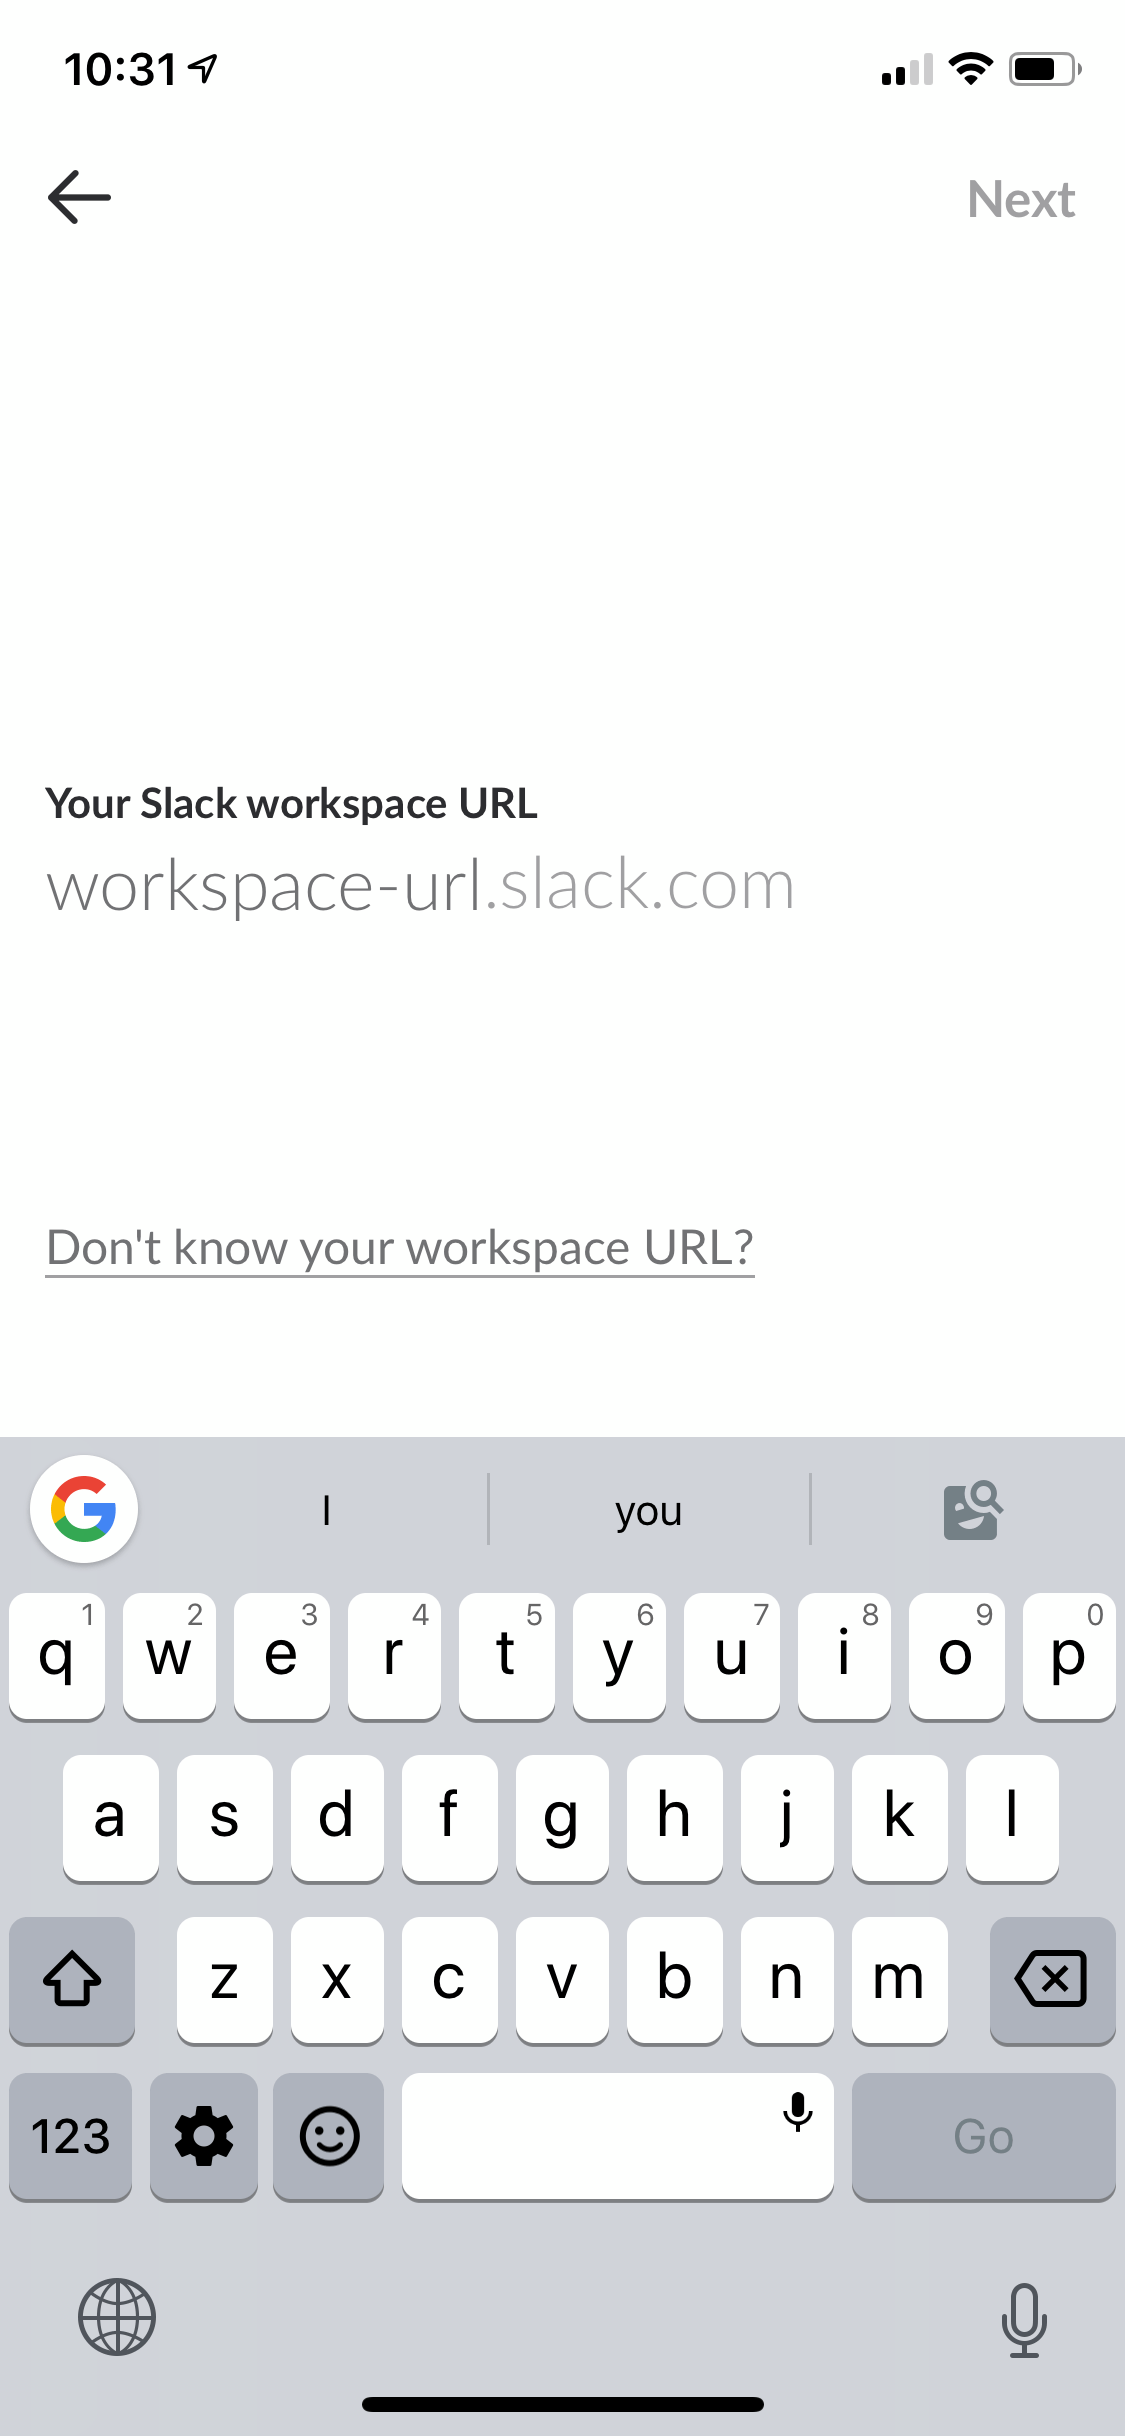 10:31
Next
Your Slack workspace URL
workspace-url.slack.com
Don't know your workspace URL?
I you
1 2 3 4 5 6 7 8 9 0
q w e r t y u i o p
a s d f g h j k l
z x c v b n m
123 Go